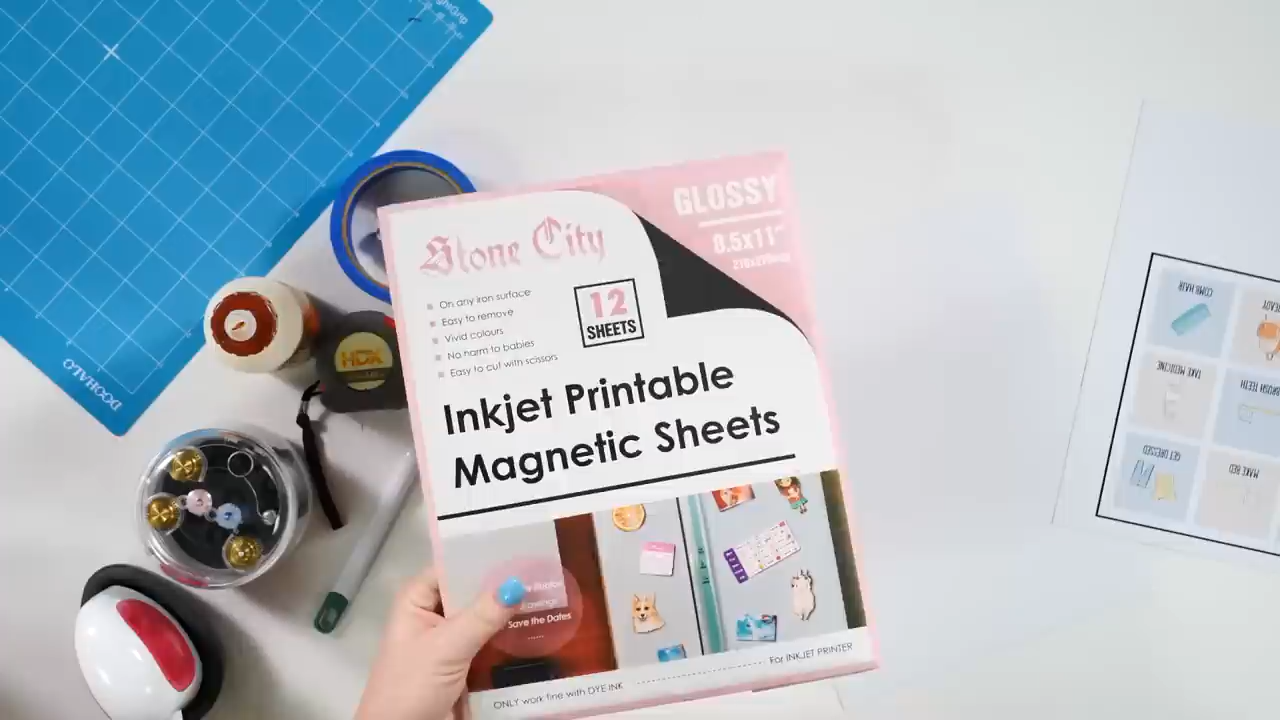 GLOSSY
8.5x11"
Stone City
On any iron surface
Easy to remove
Vivid colours
No harm to babies
Easy to cut with scissors
12
SHEETS
Inkjet Printable
Magnetic Sheets
Save the Dates
......
ONLY work fine with DYE INK
For INKJET PRINTER
DOOHALO
HDX
COMB HAIR
TAKE MEDICINE
BRUSH TEETH
GET DRESSED
MAKE BED